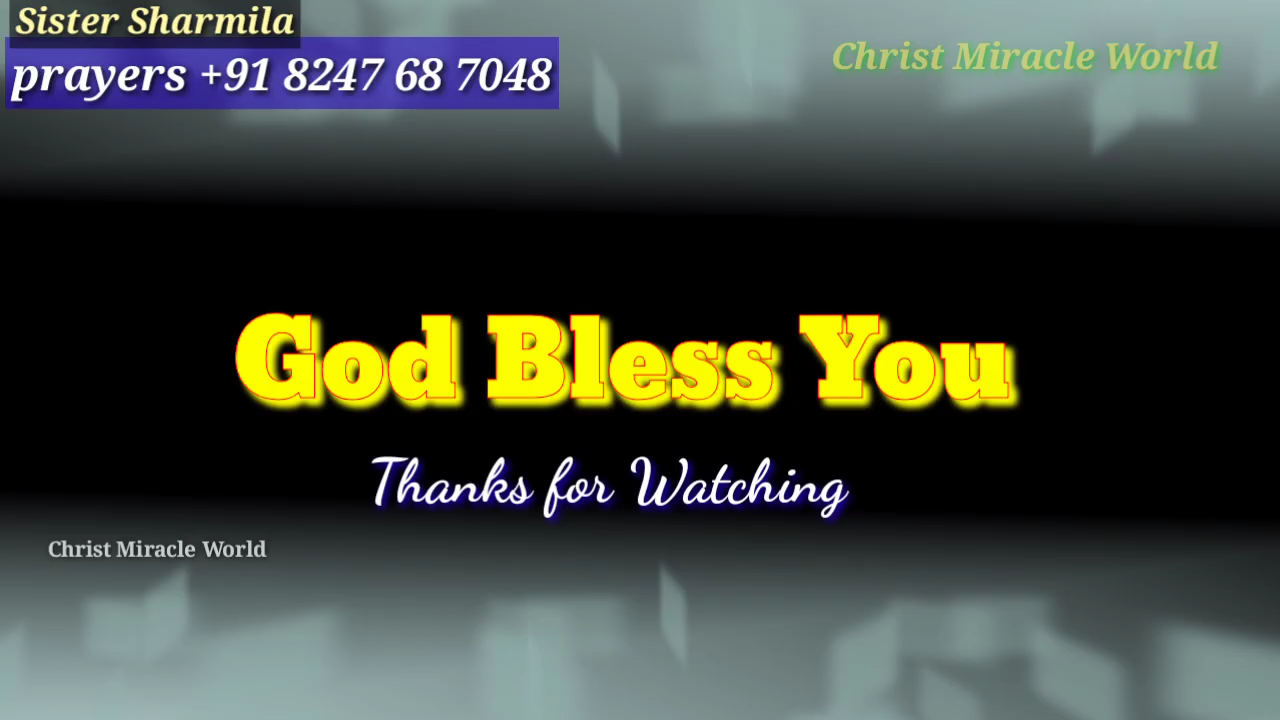 Sister Sharmila
prayers +91 8247 68 7048
Christ Miracle World
God Bless You
Thanks for Watching
Christ Miracle World